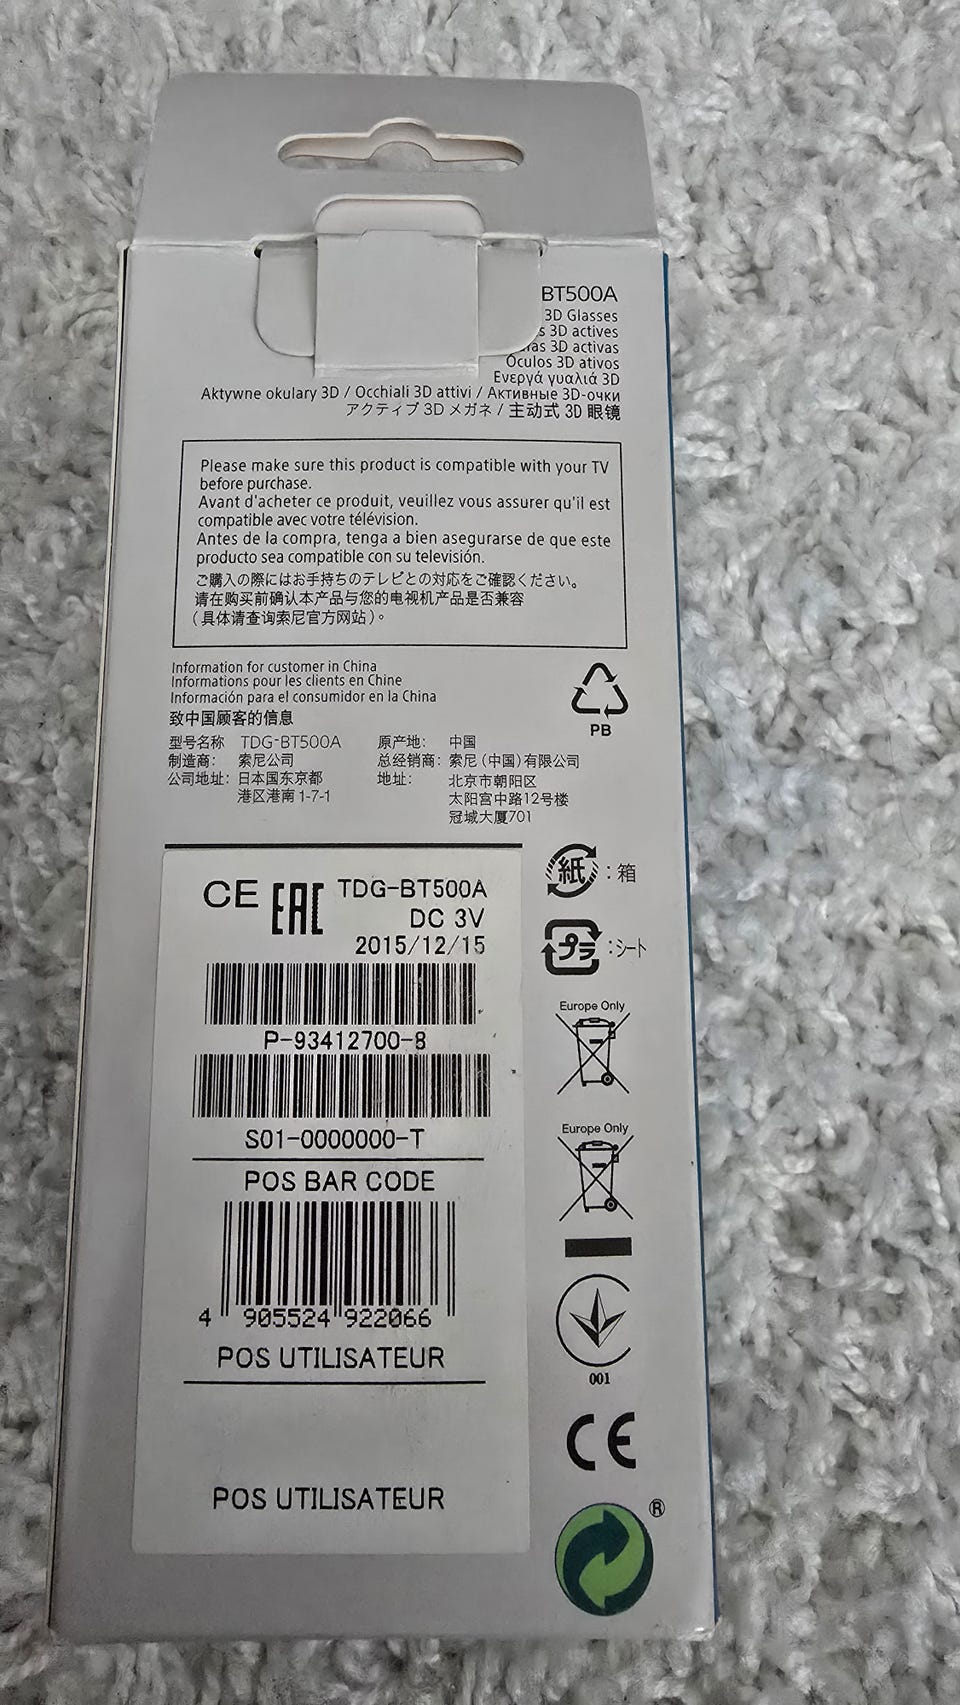 BT500A
3D Glasses
3D actives
3D activas
Óculos 3D ativos
Ενεργά γυαλιά 3D
Aktywne okulary 3D / Occhiali 3D attivi / Активные 3D-очки
アクティブ 3D メガネ / 主动式 3D 眼镜
Please make sure this product is compatible with your TV
before purchase.
Avant d'acheter ce produit, veuillez vous assurer qu'il est
compatible avec votre télévision.
Antes de la compra, tenga a bien asegurarse de que este
producto sea compatible con su televisión.
ご購入の際にはお手持ちのテレビとの対応をご確認ください。
请在购买前确认本产品与您的电视机产品是否兼容
（具体请查询索尼官方网站）。
Information for customer in China
Informations pour les clients en Chine
Información para el consumidor en la China
致中国顾客的信息
PB
型号名称 TDG-BT500A 原产地： 中国
制造商： 索尼公司 总经销商： 索尼（中国）有限公司
公司地址： 日本国东京都 地址： 北京市朝阳区
港区港南 1-7-1 太阳宫中路12号楼
冠城大厦701
CE EAC TDG-BT500A
DC 3V
2015/12/15
P-93412700-8
S01-0000000-T
POS BAR CODE
4 905524 922066
POS UTILISATEUR
POS UTILISATEUR
紙 : 箱
プラ : シート
Europe Only
Europe Only
001
CE
®